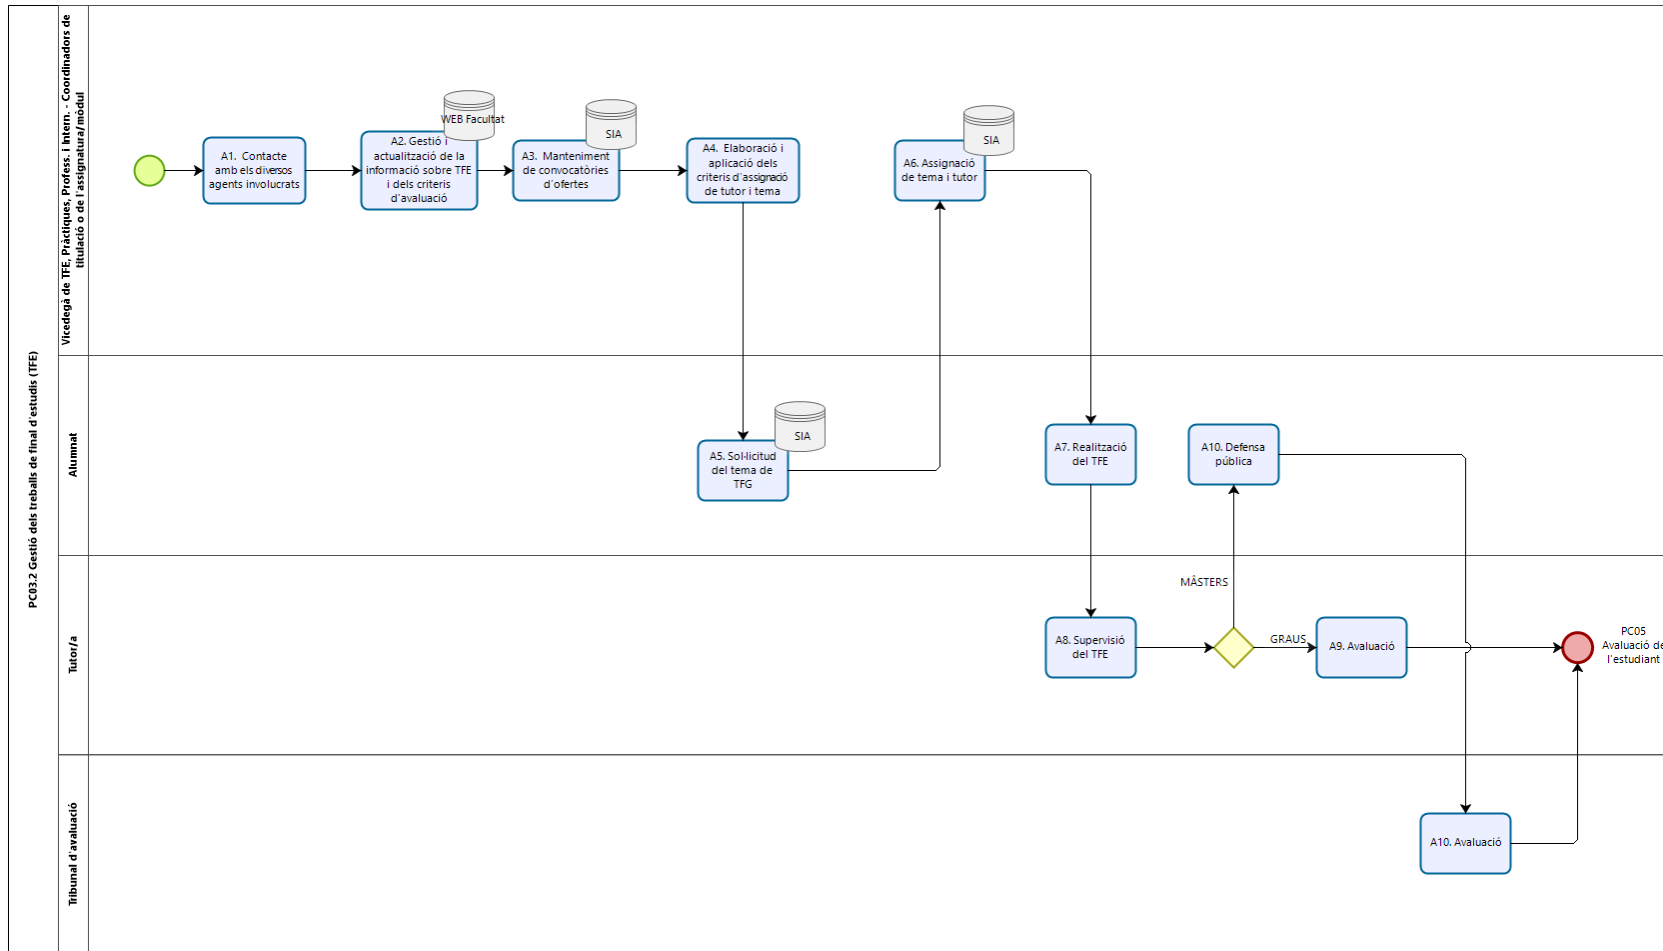 PC03.2 Gestió dels treballs de final d'estudis (TFE)
Vicedegà de TFE, Pràctiques, Profess. i Intern. - Coordinadors de
titulació o de l'assignatura/mòdul
A1. Contacte
amb els diversos
agents involucrats
WEB Facultat
A2. Gestió i
actualització de la
informació sobre TFE
i dels criteris
d'avaluació
SIA
A3. Manteniment
de convocatòries
d'ofertes
A4. Elaboració i
aplicació dels
criteris d'assignació
de tutor i tema
SIA
A6. Assignació
de tema i tutor
Alumnat
SIA
A5. Sol·licitud
del tema de
TFG
A7. Realització
del TFE
A10. Defensa
pública
Tutor/a
MÀSTERS
A8. Supervisió
del TFE
GRAUS
A9. Avaluació
PC05
Avaluació de
l'estudiant
Tribunal d'avaluació
A10. Avaluació